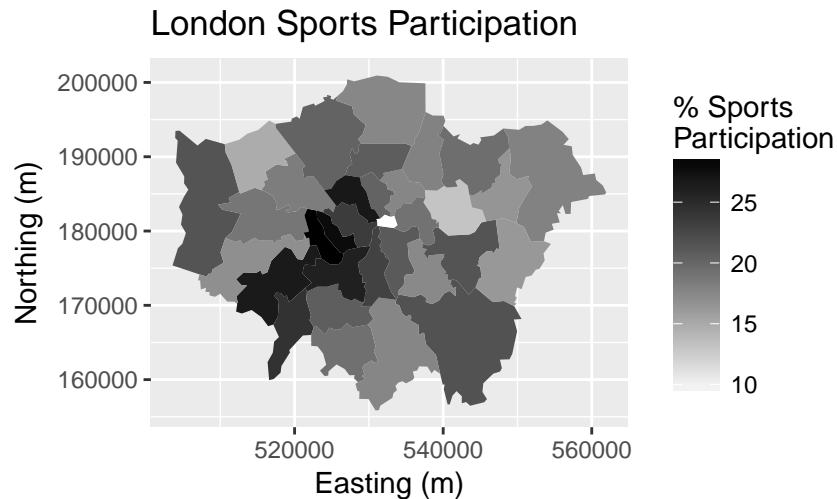 London Sports Participation
200000
190000
180000
170000
160000
Northing (m)
520000 540000 560000
Easting (m)
% Sports
Participation
25
20
15
10